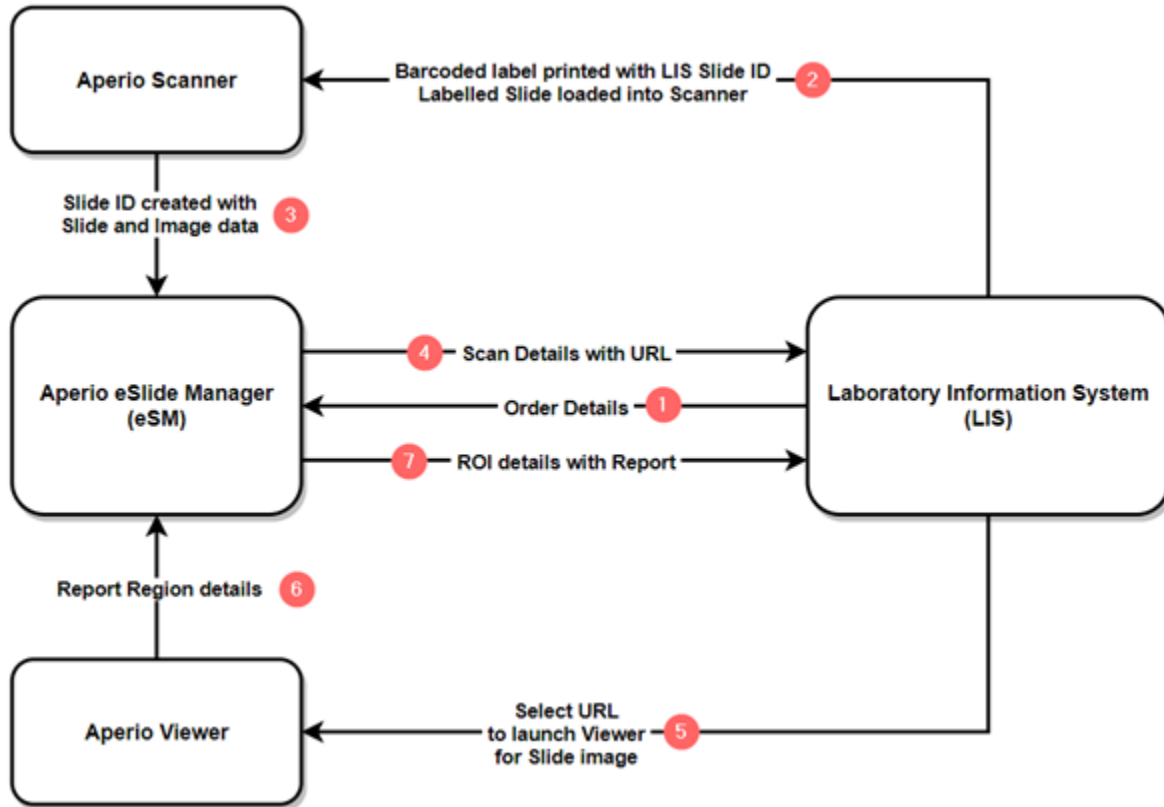 Aperio Scanner
Barcoded label printed with LIS Slide ID
Labelled Slide loaded into Scanner
2
Slide ID created with
Slide and Image data
3
Aperio eSlide Manager
(eSM)
4
Scan Details with URL
Order Details
1
7
ROI details with Report
Laboratory Information System
(LIS)
Report Region details
6
Aperio Viewer
Select URL
to launch Viewer
for Slide image
5